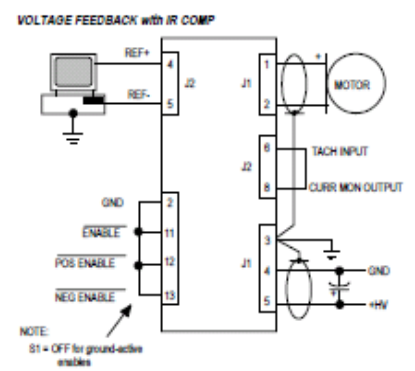 VOLTAGE FEEDBACK with IR COMP
REF+
4
J2
REF-
5
J1
1
+
MOTOR
2
6
TACH INPUT
J2
8
CURR MON OUTPUT
GND
2
ENABLE
11
POS ENABLE
12
NEG ENABLE
13
3
J1
4
GND
+
5
+HV
NOTE:
S1 = OFF for ground-active
enables